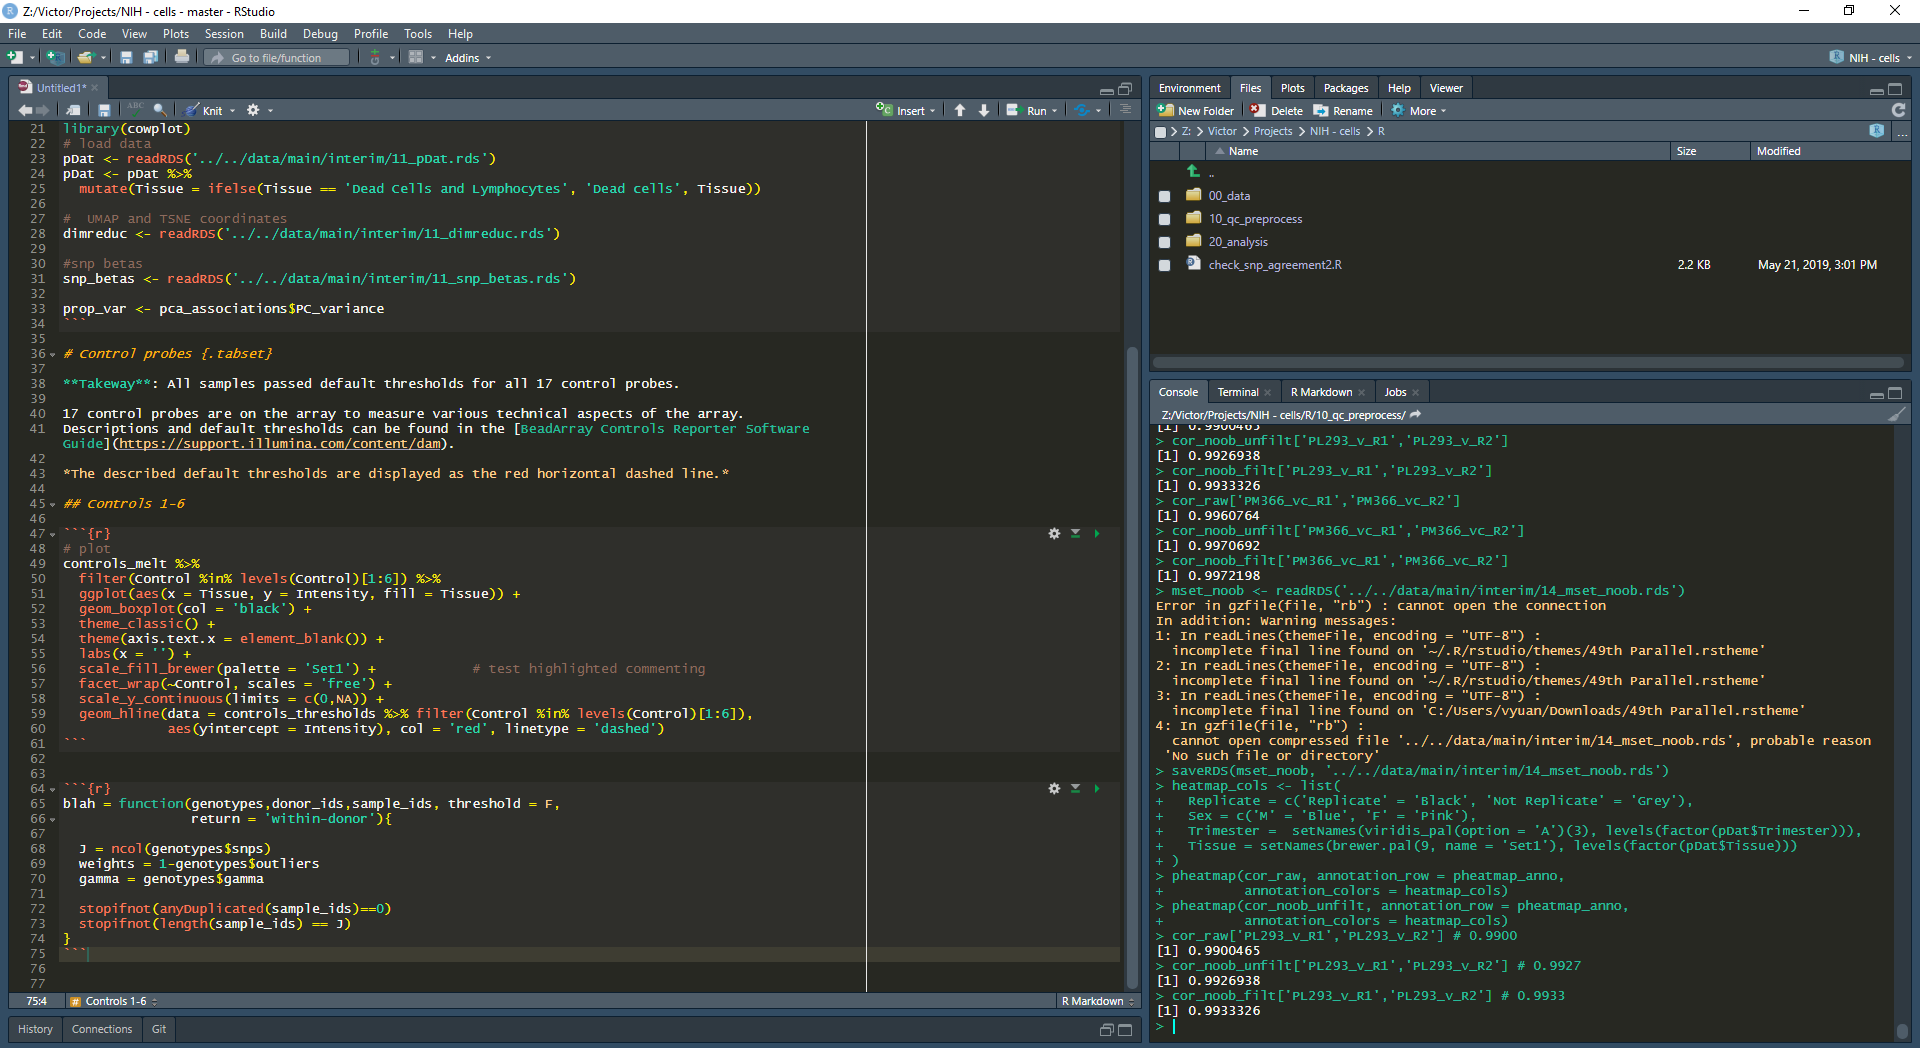 Z:/Victor/Projects/NIH - cells - master - RStudio
File Edit Code View Plots Session Build Debug Profile Tools Help
Go to file/function Addins NIH - cells
Untitled1*
ABC Knit Insert Run
21 library(cowplot)
22 # load data
23 pDat <- readRDS('../../data/main/interim/11_pDat.rds')
24 pDat <- pDat %>%
25 mutate(Tissue = ifelse(Tissue == 'Dead Cells and Lymphocytes', 'Dead cells', Tissue))
26
27 #  UMAP and TSNE coordinates
28 dimreduc <- readRDS('../../data/main/interim/11_dimreduc.rds')
29
30 #snp betas
31 snp_betas <- readRDS('../../data/main/interim/11_snp_betas.rds')
32
33 prop_var <- pca_associations$PC_variance
34 ```
35
36 # Control probes {.tabset}
37
38 **Takeway**: All samples passed default thresholds for all 17 control probes.
39
40 17 control probes are on the array to measure various technical aspects of the array.
41 Descriptions and default thresholds can be found in the [BeadArray Controls Reporter Software
Guide](https://support.illumina.com/content/dam).
42
43 *The described default thresholds are displayed as the red horizontal dashed line.*
44
45 ## Controls 1-6
46
47 ```{r}
48 # plot
49 controls_melt %>%
50 filter(Control %in% levels(Control)[1:6]) %>%
51 ggplot(aes(x = Tissue, y = Intensity, fill = Tissue)) +
52 geom_boxplot(col = 'black') +
53 theme_classic() +
54 theme(axis.text.x = element_blank()) +
55 labs(x = '') +
56 scale_fill_brewer(palette = 'Set1') + # test highlighted commenting
57 facet_wrap(~Control, scales = 'free') +
58 scale_y_continuous(limits = c(0,NA)) +
59 geom_hline(data = controls_thresholds %>% filter(Control %in% levels(Control)[1:6]),
60 aes(yintercept = Intensity), col = 'red', linetype = 'dashed')
61 ```
62
63
64 ```{r}
65 blah = function(genotypes,donor_ids,sample_ids, threshold = F,
66 return = 'within-donor'){
67
68 J = ncol(genotypes$snps)
69 weights = 1-genotypes$outliers
70 gamma = genotypes$gamma
71
72 stopifnot(anyDuplicated(sample_ids)==0)
73 stopifnot(length(sample_ids) == J)
74 }
75 ```
76
77
75:4 # Controls 1-6 R Markdown
History Connections Git
Environment Files Plots Packages Help Viewer
New Folder Delete Rename More
Z: > Victor > Projects > NIH - cells > R ...
Name Size Modified
..
00_data
10_qc_preprocess
20_analysis
check_snp_agreement2.R 2.2 KB May 21, 2019, 3:01 PM
Console Terminal R Markdown Jobs
Z:/Victor/Projects/NIH - cells/R/10_qc_preprocess/
[1] 0.9900465
> cor_noob_unfilt['PL293_v_R1','PL293_v_R2']
[1] 0.9926938
> cor_noob_filt['PL293_v_R1','PL293_v_R2']
[1] 0.9933326
> cor_raw['PM366_vc_R1','PM366_vc_R2']
[1] 0.9960764
> cor_noob_unfilt['PM366_vc_R1','PM366_vc_R2']
[1] 0.9970692
> cor_noob_filt['PM366_vc_R1','PM366_vc_R2']
[1] 0.9972198
> mset_noob <- readRDS('../../data/main/interim/14_mset_noob.rds')
Error in gzfile(file, "rb") : cannot open the connection
In addition: Warning messages:
1: In readLines(themeFile, encoding = "UTF-8") :
incomplete final line found on '~/.R/rstudio/themes/49th Parallel.rstheme'
2: In readLines(themeFile, encoding = "UTF-8") :
incomplete final line found on '~/.R/rstudio/themes/49th Parallel.rstheme'
3: In readLines(themeFile, encoding = "UTF-8") :
incomplete final line found on 'C:/Users/vyuan/Downloads/49th Parallel.rstheme'
4: In gzfile(file, "rb") :
cannot open compressed file '../../data/main/interim/14_mset_noob.rds', probable reason
'No such file or directory'
> saveRDS(mset_noob, '../../data/main/interim/14_mset_noob.rds')
> heatmap_cols <- list(
+ Replicate = c('Replicate' = 'Black', 'Not Replicate' = 'Grey'),
+ Sex = c('M' = 'Blue', 'F' = 'Pink'),
+ Trimester =  setNames(viridis_pal(option = 'A')(3), levels(factor(pDat$Trimester))),
+ Tissue = setNames(brewer.pal(9, name = 'Set1'), levels(factor(pDat$Tissue)))
+ )
> pheatmap(cor_raw, annotation_row = pheatmap_anno,
+ annotation_colors = heatmap_cols)
> pheatmap(cor_noob_unfilt, annotation_row = pheatmap_anno,
+ annotation_colors = heatmap_cols)
> cor_raw['PL293_v_R1','PL293_v_R2'] # 0.9900
[1] 0.9900465
> cor_noob_unfilt['PL293_v_R1','PL293_v_R2'] # 0.9927
[1] 0.9926938
> cor_noob_filt['PL293_v_R1','PL293_v_R2'] # 0.9933
[1] 0.9933326
>